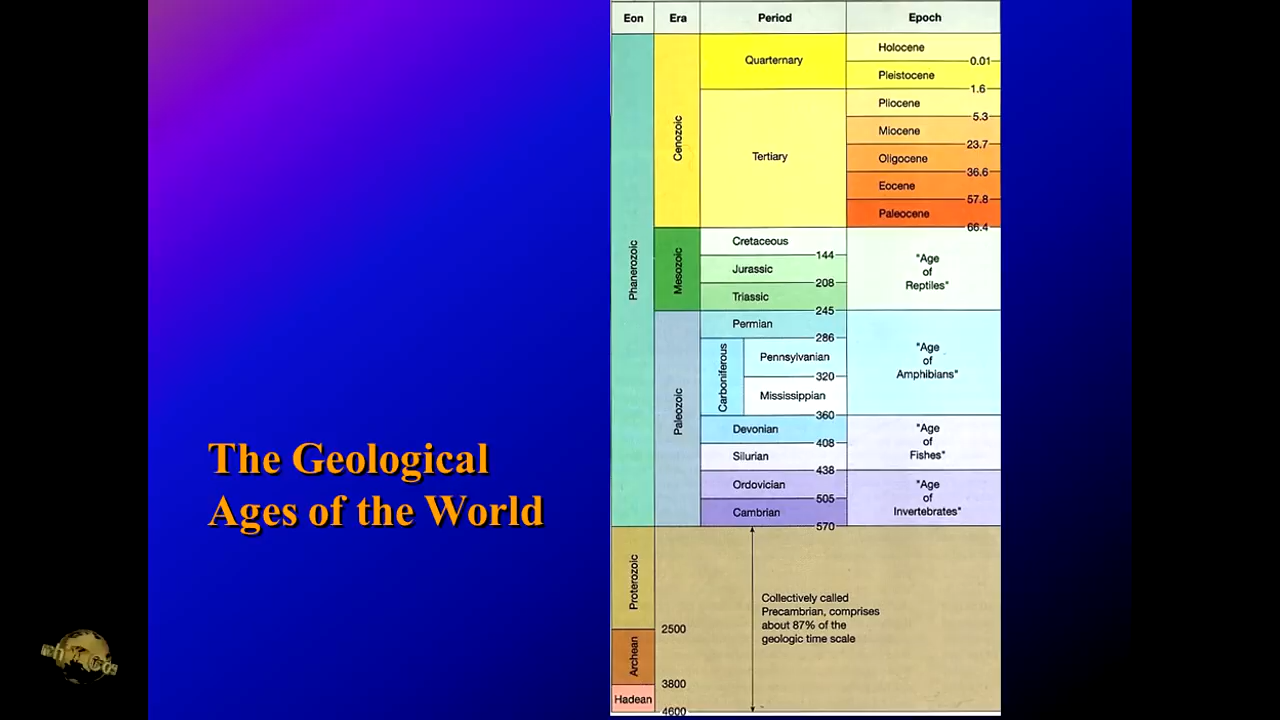 Eon Era Period Epoch
Quarternary
Holocene
0.01
Pleistocene
1.6
Tertiary
Pliocene
5.3
Miocene
23.7
Oligocene
36.6
Eocene
57.8
Paleocene
66.4
Cenozoic
Phanerozoic
Mesozoic
Cretaceous
144
Jurassic
208
Triassic
245
"Age
of
Reptiles"
Paleozoic
Permian
286
Carboniferous
Pennsylvanian
320
Mississippian
360
"Age
of
Amphibians"
Devonian
408
Silurian
438
"Age
of
Fishes"
Ordovician
505
Cambrian
570
"Age
of
Invertebrates"
The Geological
Ages of the World
Proterozoic
2500
Archean
3800
Hadean
4600
Collectively called
Precambrian, comprises
about 87% of the
geologic time scale